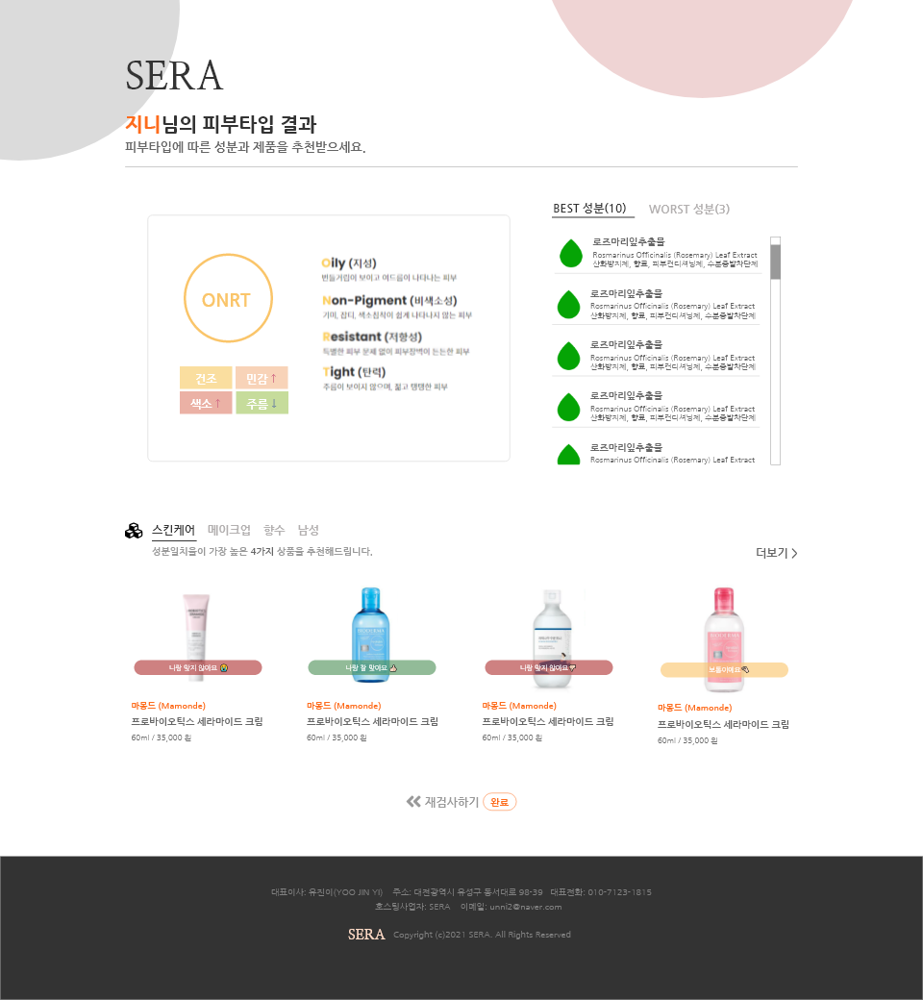 SERA
지니님의 피부타입 결과
피부타입에 따른 성분과 제품을 추천받으세요.
BEST 성분(10) WORST 성분(3)
ONRT
건조 민감↑
색소↑ 주름↓
Oily (지성)
번들거림이 보이고 여드름이 나타나는 피부
Non-Pigment (비색소성)
기미, 잡티, 색소침착이 쉽게 나타나지 않는 피부
Resistant (저항성)
특별한 피부 문제 없이 피부장벽이 든든한 피부
Tight (탄력)
주름이 보이지 않으며, 젊고 탱탱한 피부
로즈마리잎추출물
Rosmarinus Officinalis (Rosemary) Leaf Extract
산화방지제, 향료, 피부컨디셔닝제, 수분증발차단제
로즈마리잎추출물
Rosmarinus Officinalis (Rosemary) Leaf Extract
산화방지제, 향료, 피부컨디셔닝제, 수분증발차단제
로즈마리잎추출물
Rosmarinus Officinalis (Rosemary) Leaf Extract
산화방지제, 향료, 피부컨디셔닝제, 수분증발차단제
로즈마리잎추출물
Rosmarinus Officinalis (Rosemary) Leaf Extract
산화방지제, 향료, 피부컨디셔닝제, 수분증발차단제
로즈마리잎추출물
Rosmarinus Officinalis (Rosemary) Leaf Extract
스킨케어 메이크업 향수 남성
성분일치율이 가장 높은 4가지 상품을 추천해드립니다.
더보기 >
BIODERMA
BIODERMA
나랑 맞지 않아요
나랑 잘 맞아요
나랑 맞지 않아요
보통이에요
마몽드 (Mamonde)
프로바이오틱스 세라마이드 크림
60ml / 35,000 원
마몽드 (Mamonde)
프로바이오틱스 세라마이드 크림
60ml / 35,000 원
마몽드 (Mamonde)
프로바이오틱스 세라마이드 크림
60ml / 35,000 원
마몽드 (Mamonde)
프로바이오틱스 세라마이드 크림
60ml / 35,000 원
재검사하기 완료
대표이사: 유진이(YOO JIN YI) 주소: 대전광역시 유성구 동서대로 98-39 대표전화: 010-7123-1815
호스팅사업자: SERA 이메일: unni2@naver.com
SERA Copyright (c)2021 SERA. All Rights Reserved